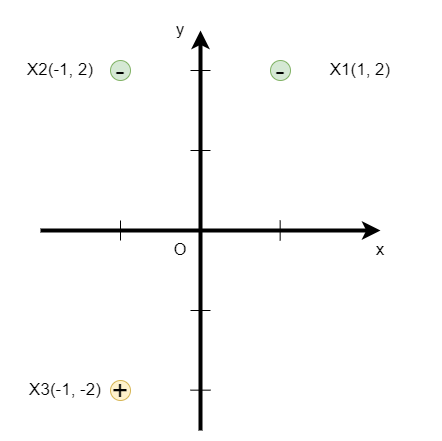 y
X2(-1, 2) - - X1(1, 2)
O x
X3(-1, -2) +